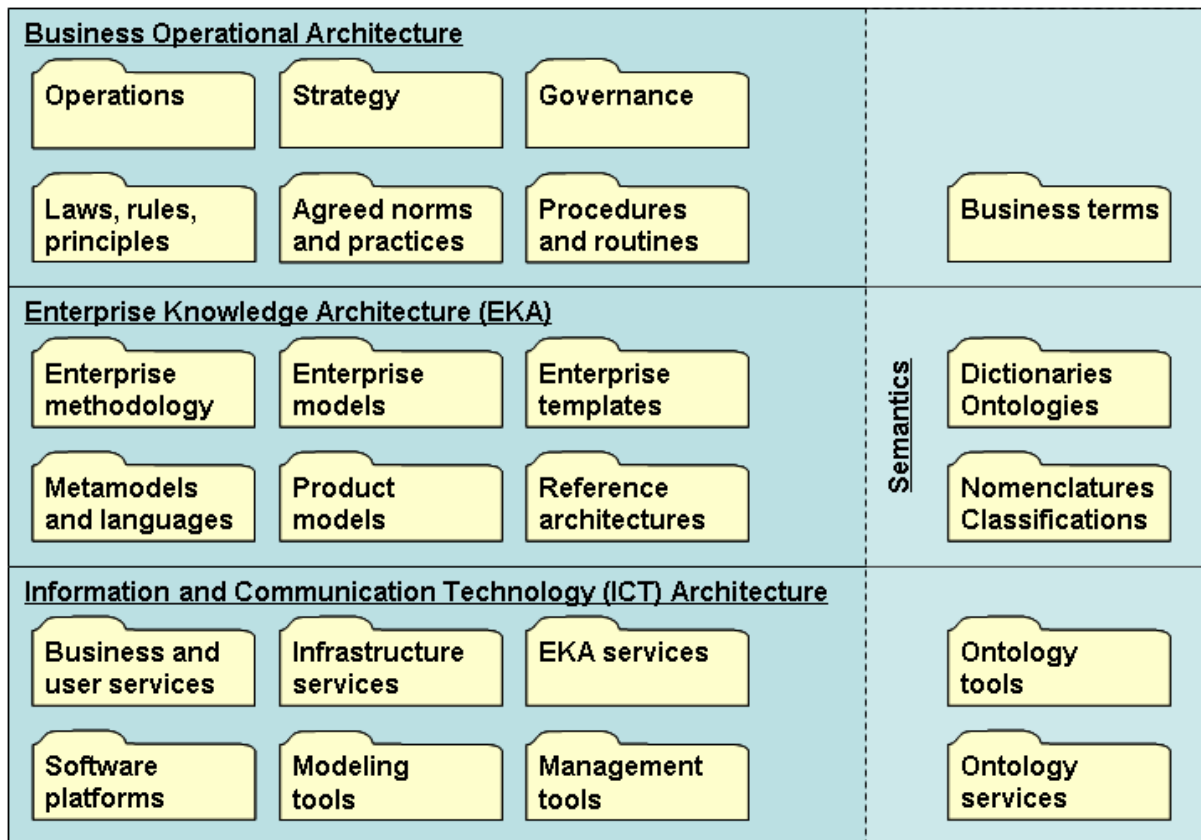 Business Operational Architecture
Operations
Strategy
Governance
Laws, rules,
principles
Agreed norms
and practices
Procedures
and routines
Business terms
Enterprise Knowledge Architecture (EKA)
Enterprise
methodology
Enterprise
models
Enterprise
templates
Metamodels
and languages
Product
models
Reference
architectures
Semantics
Dictionaries
Ontologies
Nomenclatures
Classifications
Information and Communication Technology (ICT) Architecture
Business and
user services
Infrastructure
services
EKA services
Ontology
tools
Software
platforms
Modeling
tools
Management
tools
Ontology
services